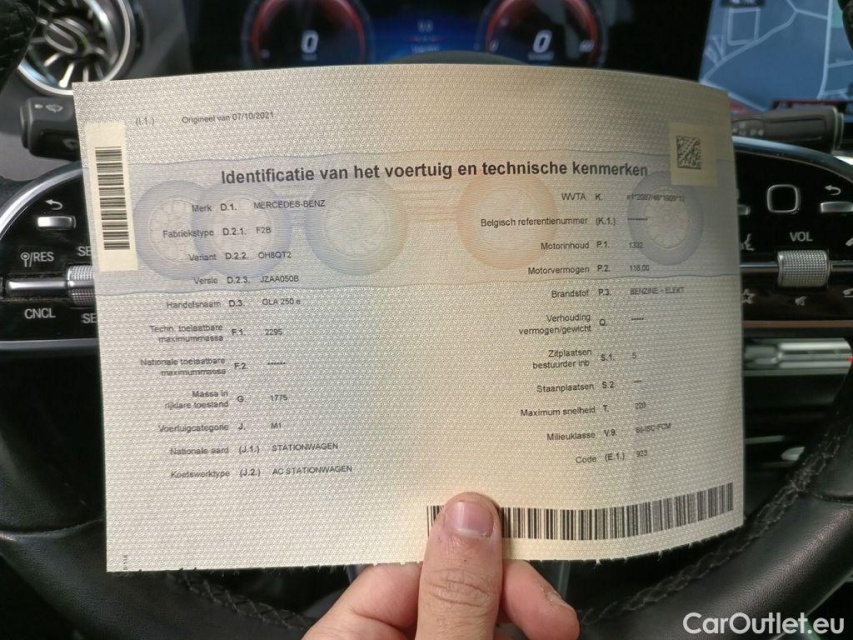 0
0
(I.1.) Origineel van 07/10/2021
Identificatie van het voertuig en technische kenmerken
Merk D.1. MERCEDES-BENZ
Fabriekstype D.2.1. F2B
Variant D.2.2. OH8QT2
Versie D.2.3. JZAA050B
Handelsnaam D.3. GLA 250 e
Techn. toelaatbare
maximummassa F.1. 2295
Nationale toelaatbare
maximummassa F.2. ------
Massa in
rijklare toestand G. 1775
Voertuigcategorie J. M1
Nationale aard (J.1.) STATIONWAGEN
Koetswerktype (J.2.) AC STATIONWAGEN
WVTA K.
Belgisch referentienummer (K.1.) ------
Motorinhoud P.1. 1332
Motorvermogen P.2. 118,00
Brandstof P.3. BENZINE - ELEKT
Verhouding
vermogen/gewicht Q. ----
Zitplaatsen
bestuurder inb S.1. 5
Staanplaatsen S.2 ---
Maximum snelheid T. 220
Milieuklasse V.9.
Code (E.1.) 923
/RES
CNCL
SE
SE
VOL
CarOutlet.eu